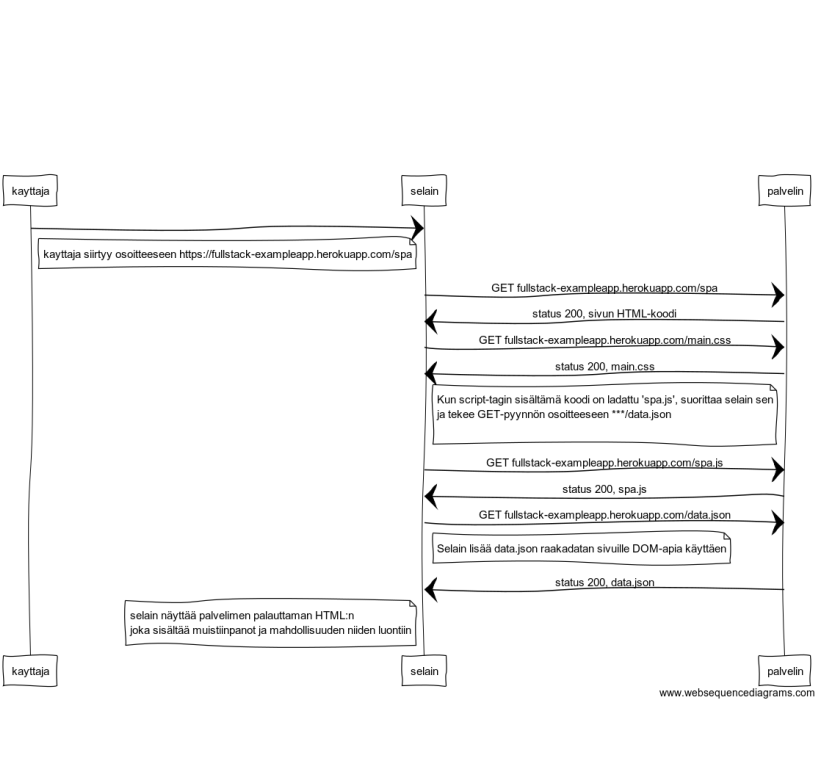 kayttaja
selain
palvelin
kayttaja siirtyy osoitteeseen https://fullstack-exampleapp.herokuapp.com/spa
GET fullstack-exampleapp.herokuapp.com/spa
status 200, sivun HTML-koodi
GET fullstack-exampleapp.herokuapp.com/main.css
status 200, main.css
Kun script-tagin sisältämä koodi on ladattu 'spa.js', suorittaa selain sen
ja tekee GET-pyynnön osoitteeseen ***/data.json
GET fullstack-exampleapp.herokuapp.com/spa.js
status 200, spa.js
GET fullstack-exampleapp.herokuapp.com/data.json
Selain lisää data.json raakadatan sivuille DOM-apia käyttäen
status 200, data.json
selain näyttää palvelimen palauttaman HTML:n
joka sisältää muistiinpanot ja mahdollisuuden niiden luontiin
kayttaja
selain
palvelin
www.websequencediagrams.com